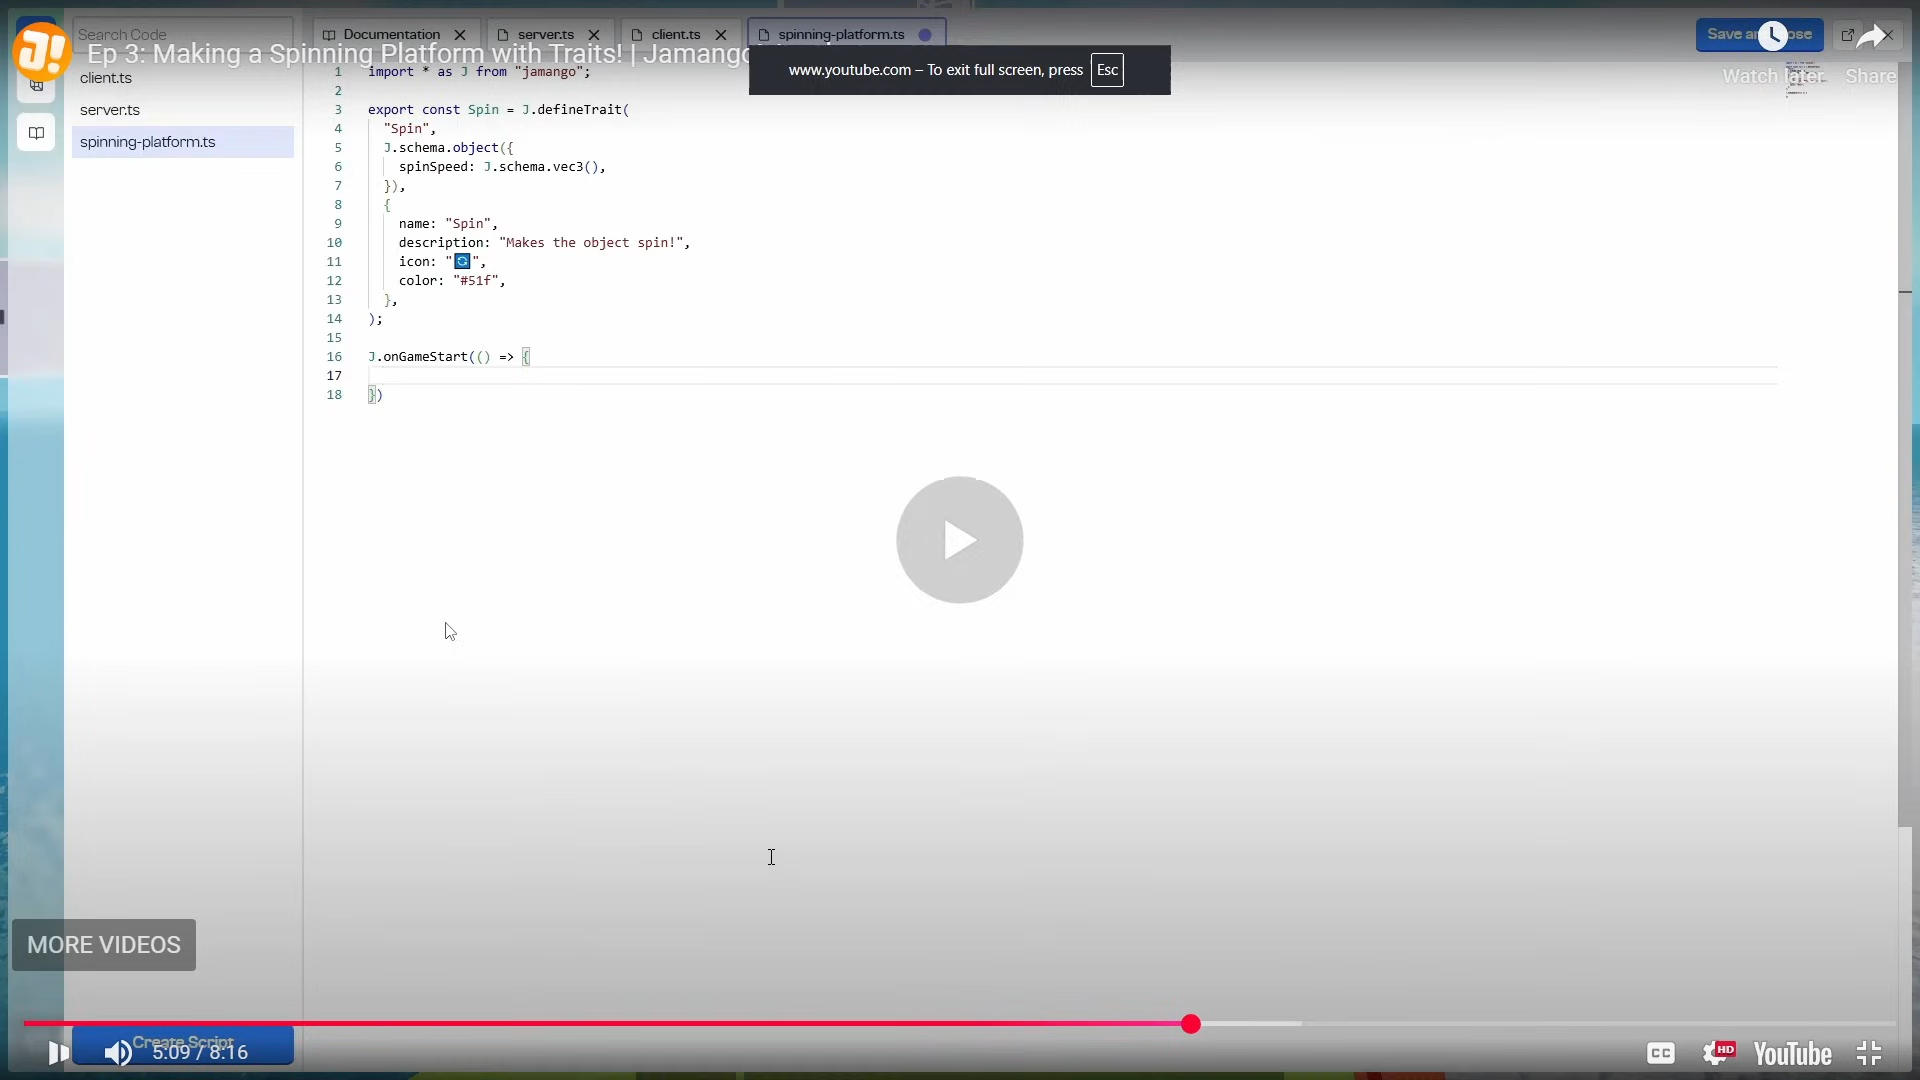 Search Code
Documentation
server.ts
client.ts
spinning-platform.ts
Ep 3: Making a Spinning Platform with Traits! | Jamango
www.youtube.com – To exit full screen, press Esc
Watch later
Share
client.ts
server.ts
spinning-platform.ts
1 import * as J from "jamango";
2
3 export const Spin = J.defineTrait(
4 "Spin",
5 J.schema.object({
6 spinSpeed: J.schema.vec3(),
7 }),
8 {
9 name: "Spin",
10 description: "Makes the object spin!",
11 icon: "🔄",
12 color: "#51f",
13 },
14 );
15
16 J.onGameStart(() => {
17
18 })
MORE VIDEOS
Create Script
5:09 / 8:16
CC
HD
YouTube